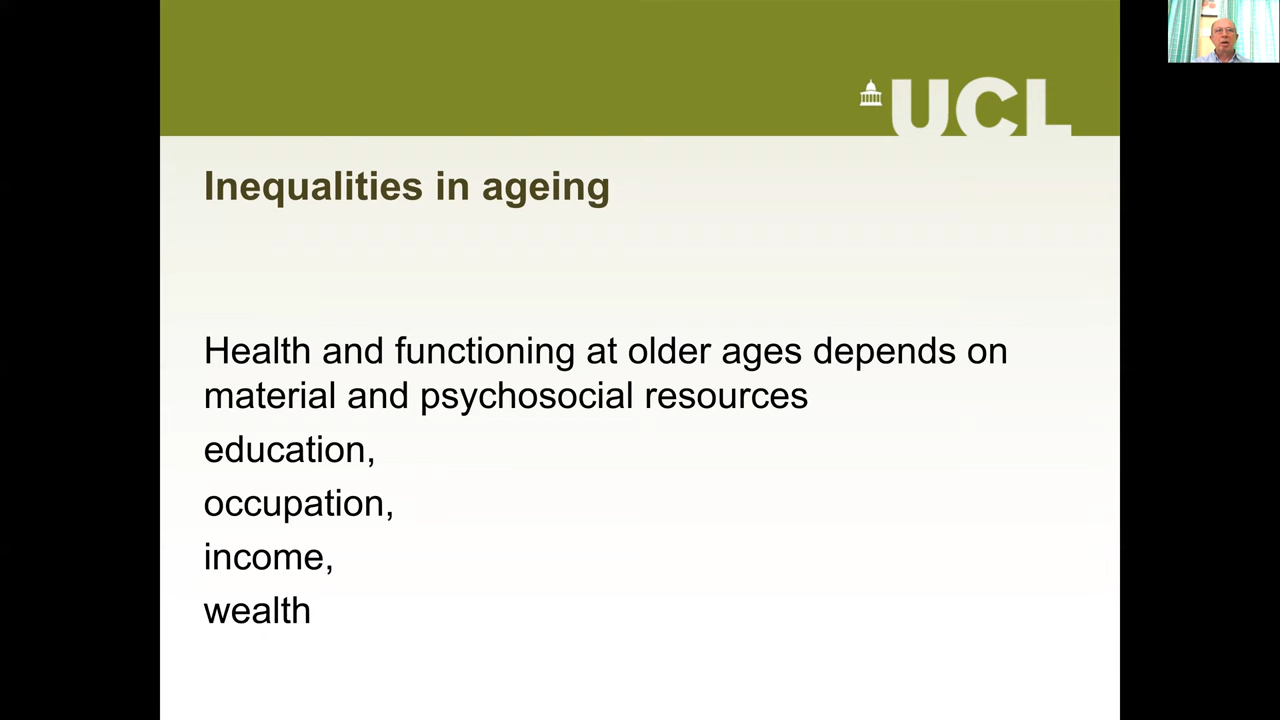 UCL
Inequalities in ageing
Health and functioning at older ages depends on
material and psychosocial resources
education,
occupation,
income,
wealth